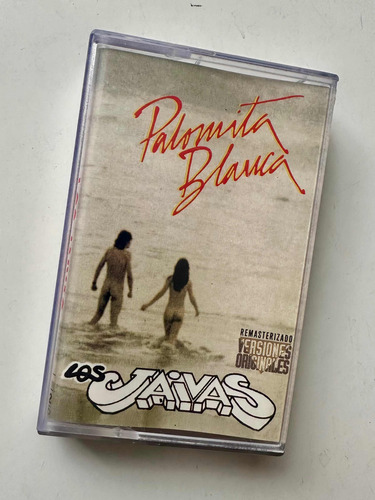 Palomita
Blanca
REMASTERIZADO
VERSIONES
ORIGINALES
LOS
JAIVAS